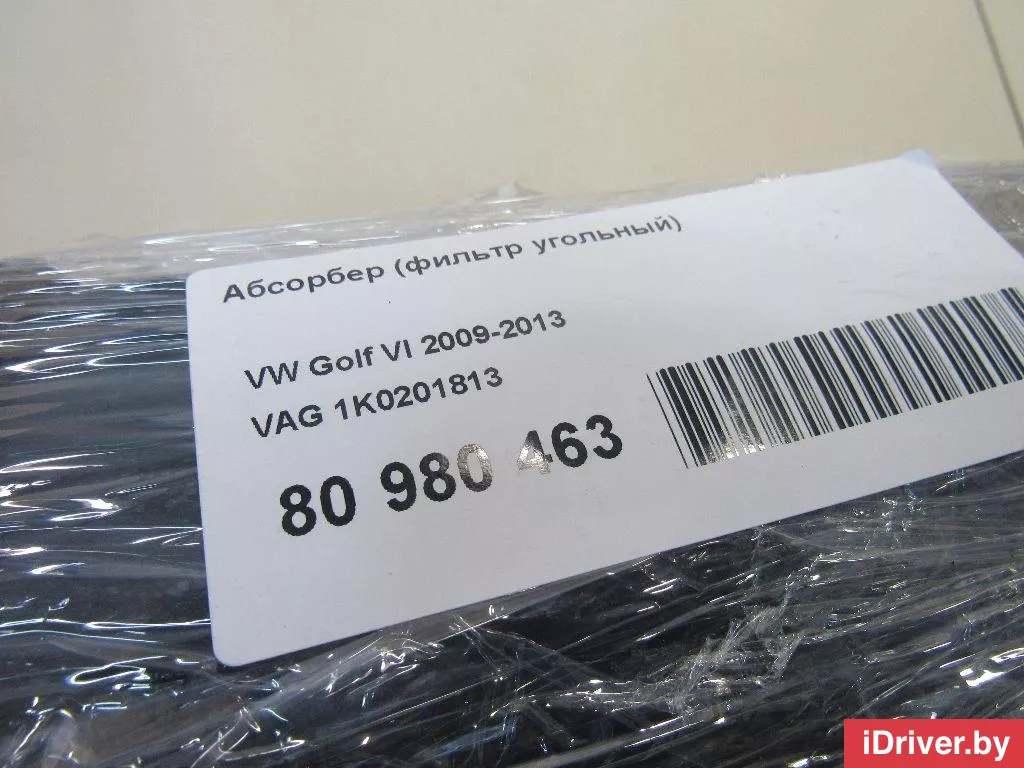 Абсорбер (фильтр угольный)
VW Golf VI 2009-2013
VAG 1K0201813
80 980 463
iDriver.by